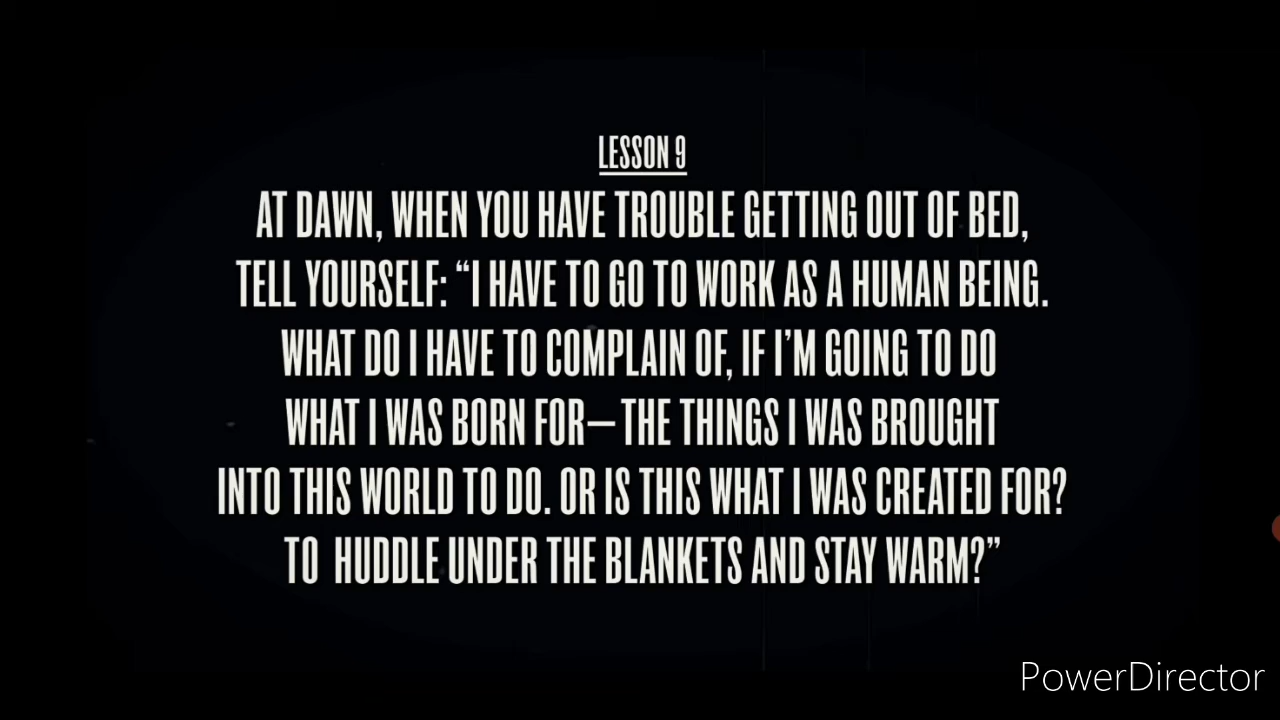 LESSON 9
AT DAWN, WHEN YOU HAVE TROUBLE GETTING OUT OF BED,
TELL YOURSELF: “I HAVE TO GO TO WORK AS A HUMAN BEING.
WHAT DO I HAVE TO COMPLAIN OF, IF I’M GOING TO DO
WHAT I WAS BORN FOR—THE THINGS I WAS BROUGHT
INTO THIS WORLD TO DO. OR IS THIS WHAT I WAS CREATED FOR?
TO HUDDLE UNDER THE BLANKETS AND STAY WARM?”
PowerDirector